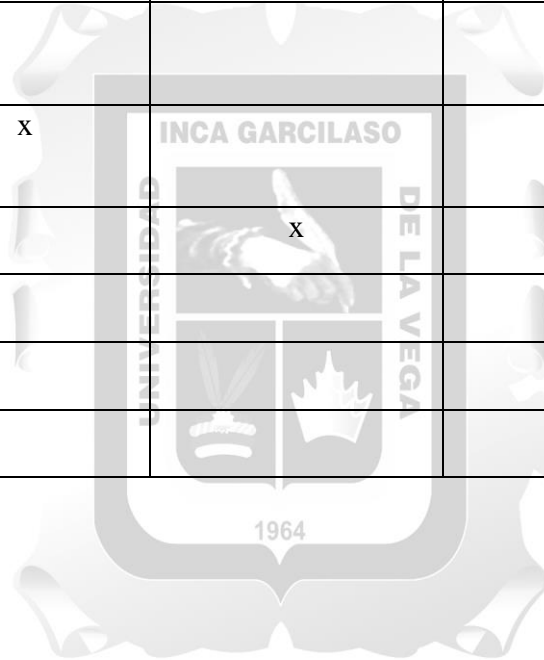 x
INCA GARCILASO
UNIVERSIDAD
DE LA VEGA
x
1964